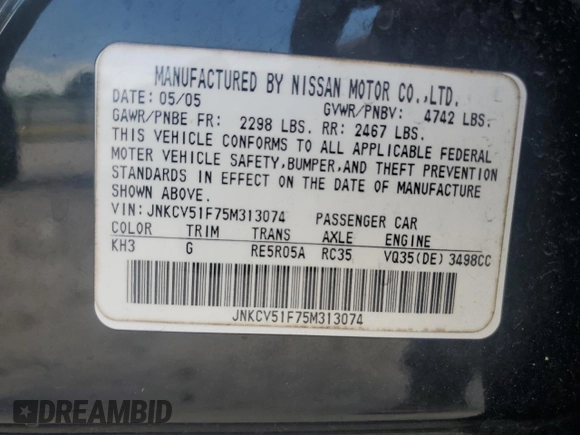 MANUFACTURED BY NISSAN MOTOR CO.,LTD.
DATE: 05/05 GVWR/PNBV: 4742 LBS.
GAWR/PNBE FR: 2298 LBS. RR: 2467 LBS.
THIS VEHICLE CONFORMS TO ALL APPLICABLE FEDERAL
MOTER VEHICLE SAFETY,BUMPER,AND THEFT PREVENTION
STANDARDS IN EFFECT ON THE DATE OF MANUFACTURE
SHOWN ABOVE.
VIN: JNKCV51F75M313074 PASSENGER CAR
COLOR TRIM TRANS AXLE ENGINE
KH3 G RE5R05A RC35 VQ35(DE) 3498CC
JNKCV51F75M313074
DREAMBID